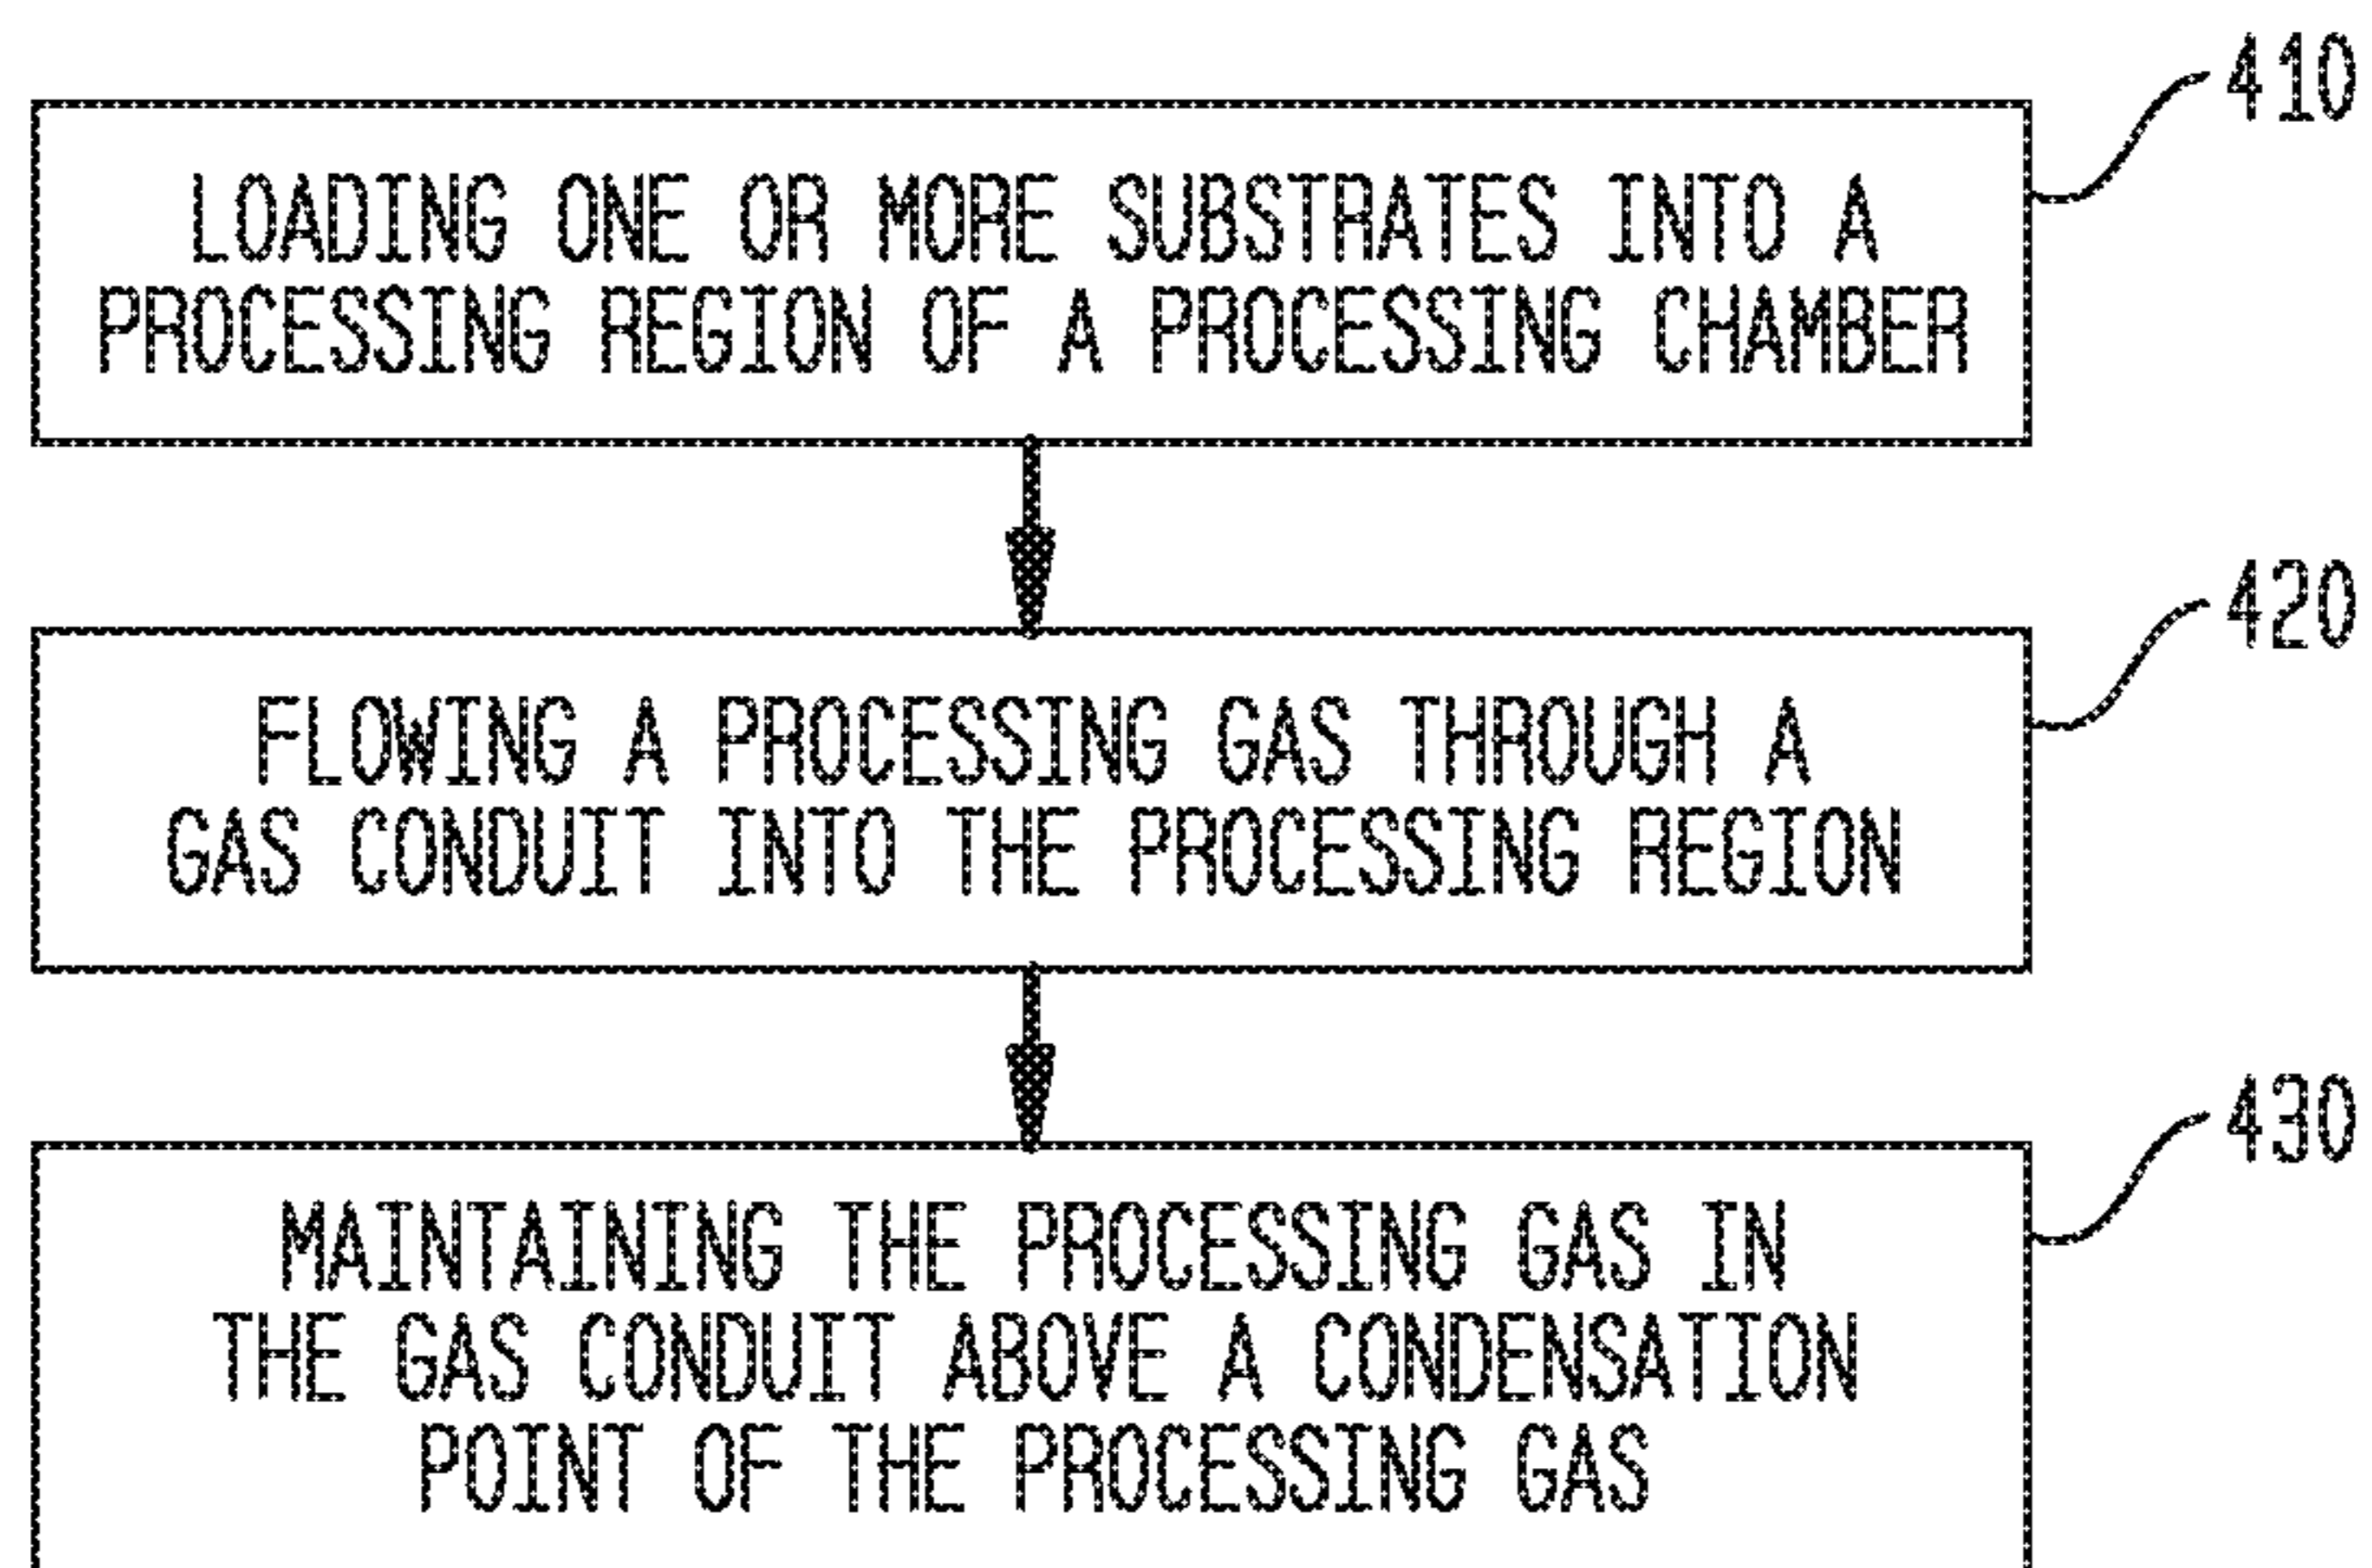 410
LOADING ONE OR MORE SUBSTRATES INTO A
PROCESSING REGION OF A PROCESSING CHAMBER
420
FLOWING A PROCESSING GAS THROUGH A
GAS CONDUIT INTO THE PROCESSING REGION
430
MAINTAINING THE PROCESSING GAS IN
THE GAS CONDUIT ABOVE A CONDENSATION
POINT OF THE PROCESSING GAS